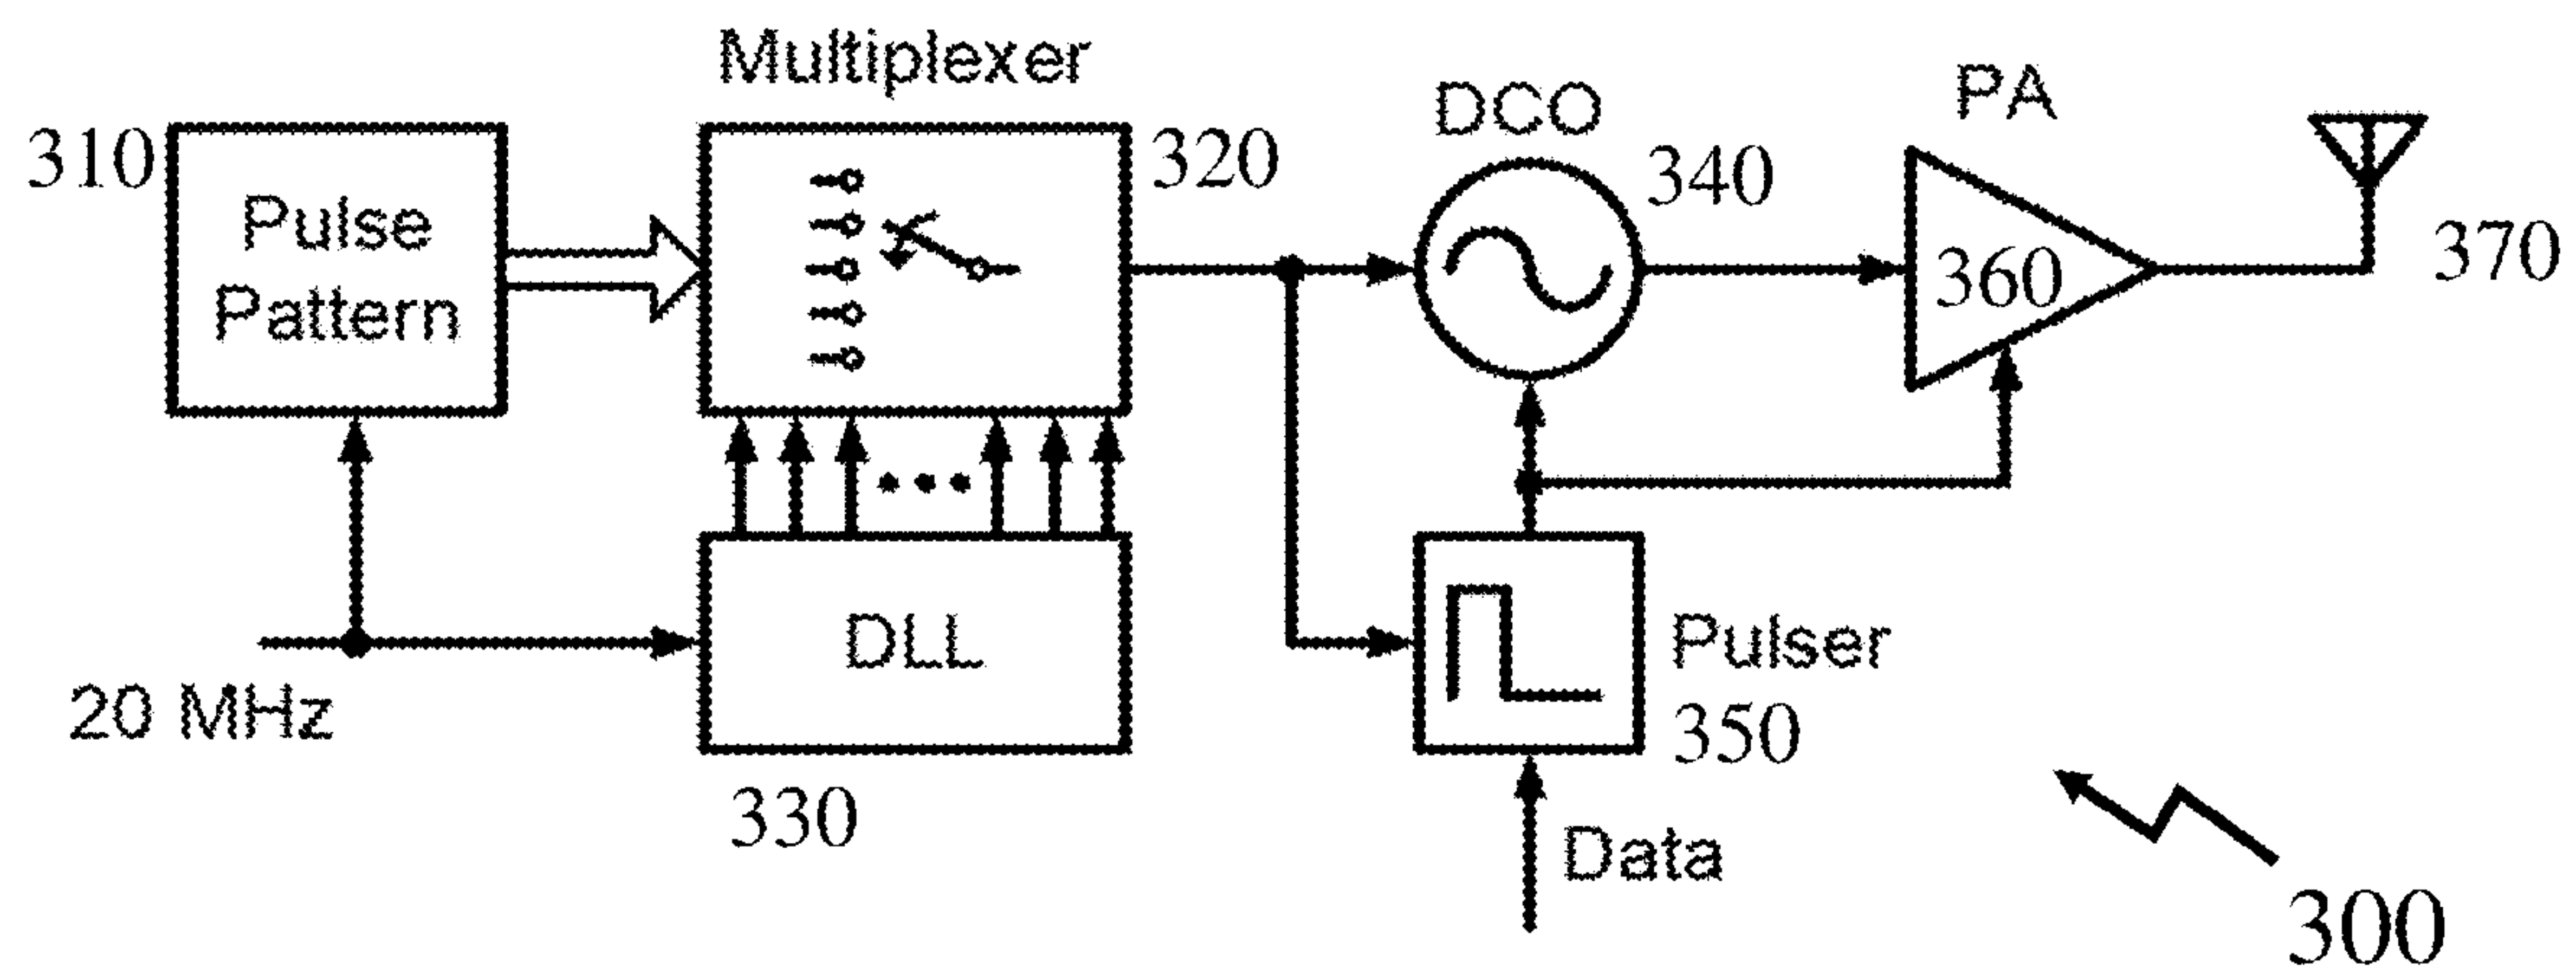 Multiplexer
DCO
PA
310
320
340
Pulse
Pattern
360
370
20 MHz
DLL
Pulser
350
330
Data
300